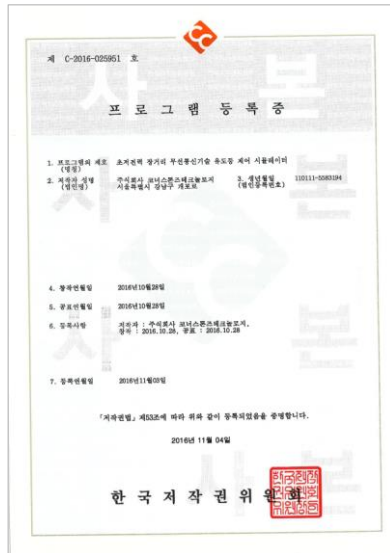 제 C-2016-025951 호
프로그램 등록증
1. 프로그램의 제호 (명칭) 초저전력 장거리 무선통신기술 유도등 제어 시뮬레이터
2. 저작자 성명 (법인명) 주식회사 코너스톤즈테크놀로지 서울특별시 강남구 개포로
3. 생년월일 (법인등록번호) 110111-5583194
4. 창작연월일 2016년10월28일
5. 공표연월일 2016년10월28일
6. 등록사항 저작자 : 주식회사 코너스톤즈테크놀로지,
창작 : 2016.10.28, 공표 : 2016.10.28
7. 등록연월일 2016년11월03일
「저작권법」 제53조에 따라 위와 같이 등록되었음을 증명합니다.
2016년 11월 04일
한국저작권위원회
사 본
사 본
사 본
사 본